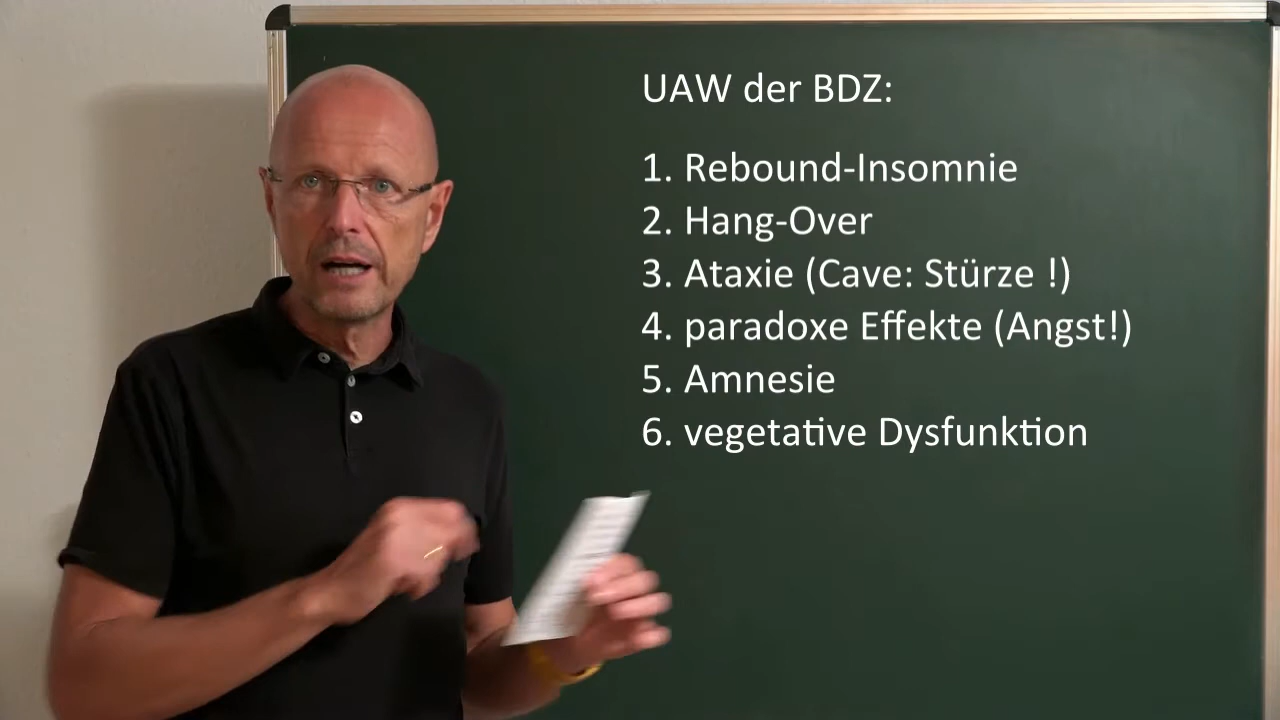 UAW der BDZ:
1. Rebound-Insomnie
2. Hang-Over
3. Ataxie (Cave: Stürze !)
4. paradoxe Effekte (Angst!)
5. Amnesie
6. vegetative Dysfunktion